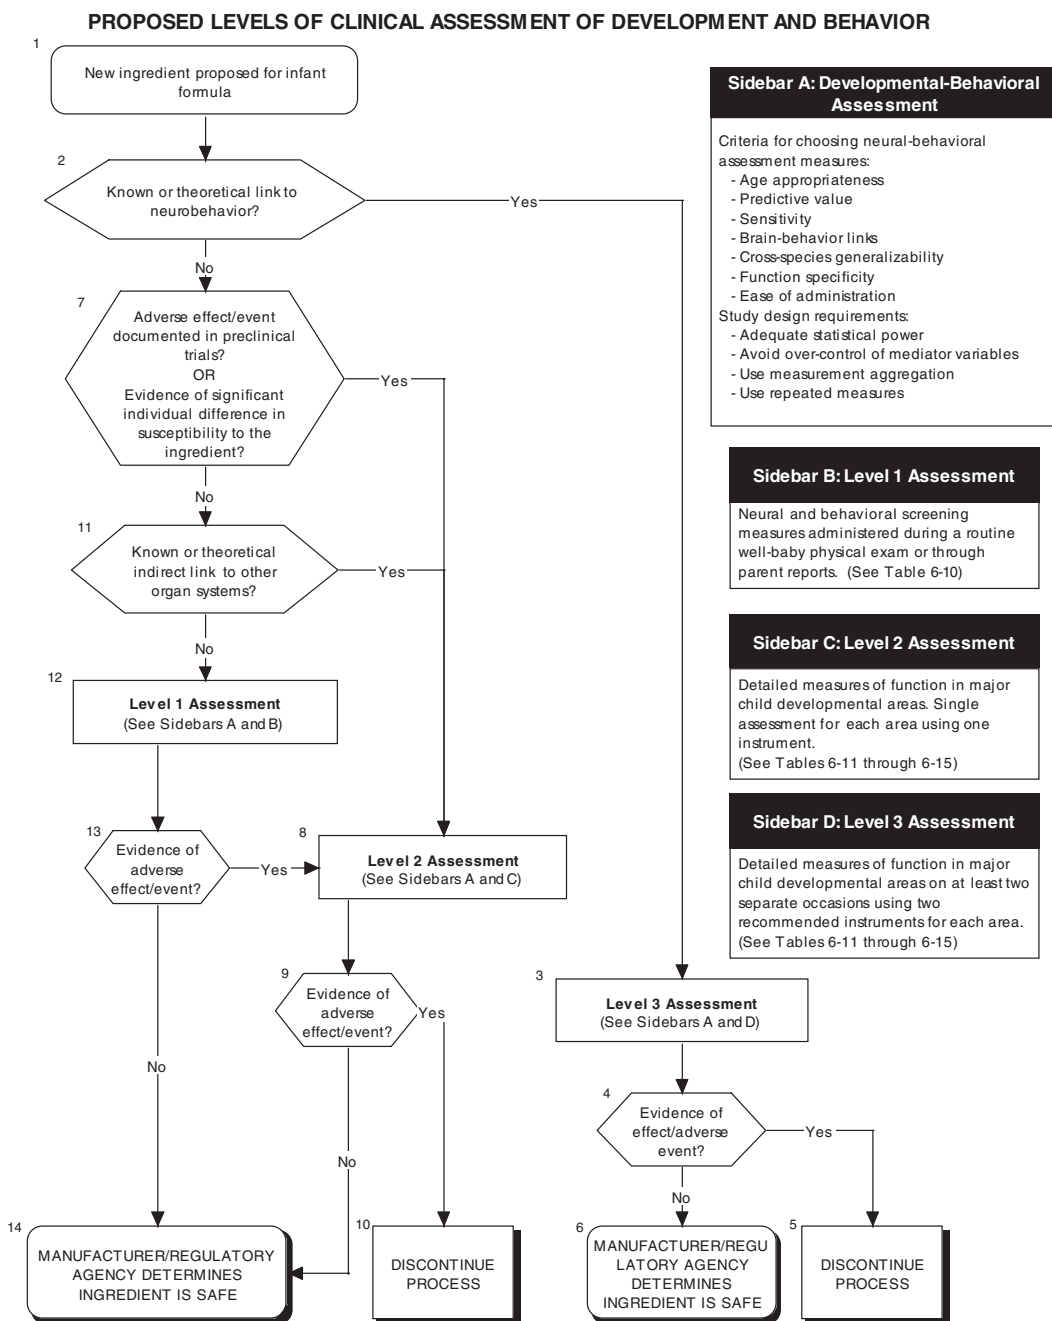 PROPOSED LEVELS OF CLINICAL ASSESSMENT OF DEVELOPMENT AND BEHAVIOR
1
New ingredient proposed for infant
formula
2
Known or theoretical link to
neurobehavior?
Yes
No
7
Adverse effect/event
documented in preclinical
trials?
OR
Evidence of significant
individual difference in
susceptibility to the
ingredient?
Yes
No
11
Known or theoretical
indirect link to other
organ systems?
Yes
No
12
Level 1 Assessment
(See Sidebars A and B)
13
Evidence of
adverse
effect/event?
Yes
No
8
Level 2 Assessment
(See Sidebars A and C)
9
Evidence of
adverse
effect/event?
Yes
No
3
Level 3 Assessment
(See Sidebars A and D)
4
Evidence of
effect/adverse
event?
Yes
No
14
MANUFACTURER/REGULATORY
AGENCY DETERMINES
INGREDIENT IS SAFE
10
DISCONTINUE
PROCESS
6
MANUFACTURER/REGU
LATORY AGENCY
DETERMINES
INGREDIENT IS SAFE
5
DISCONTINUE
PROCESS
Sidebar A: Developmental-Behavioral
Assessment
Criteria for choosing neural-behavioral
assessment measures:
- Age appropriateness
- Predictive value
- Sensitivity
- Brain-behavior links
- Cross-species generalizability
- Function specificity
- Ease of administration
Study design requirements:
- Adequate statistical power
- Avoid over-control of mediator variables
- Use measurement aggregation
- Use repeated measures
Sidebar B: Level 1 Assessment
Neural and behavioral screening
measures administered during a routine
well-baby physical exam or through
parent reports. (See Table 6-10)
Sidebar C: Level 2 Assessment
Detailed measures of function in major
child developmental areas. Single
assessment for each area using one
instrument.
(See Tables 6-11 through 6-15)
Sidebar D: Level 3 Assessment
Detailed measures of function in major
child developmental areas on at least two
separate occasions using two
recommended instruments for each area.
(See Tables 6-11 through 6-15)